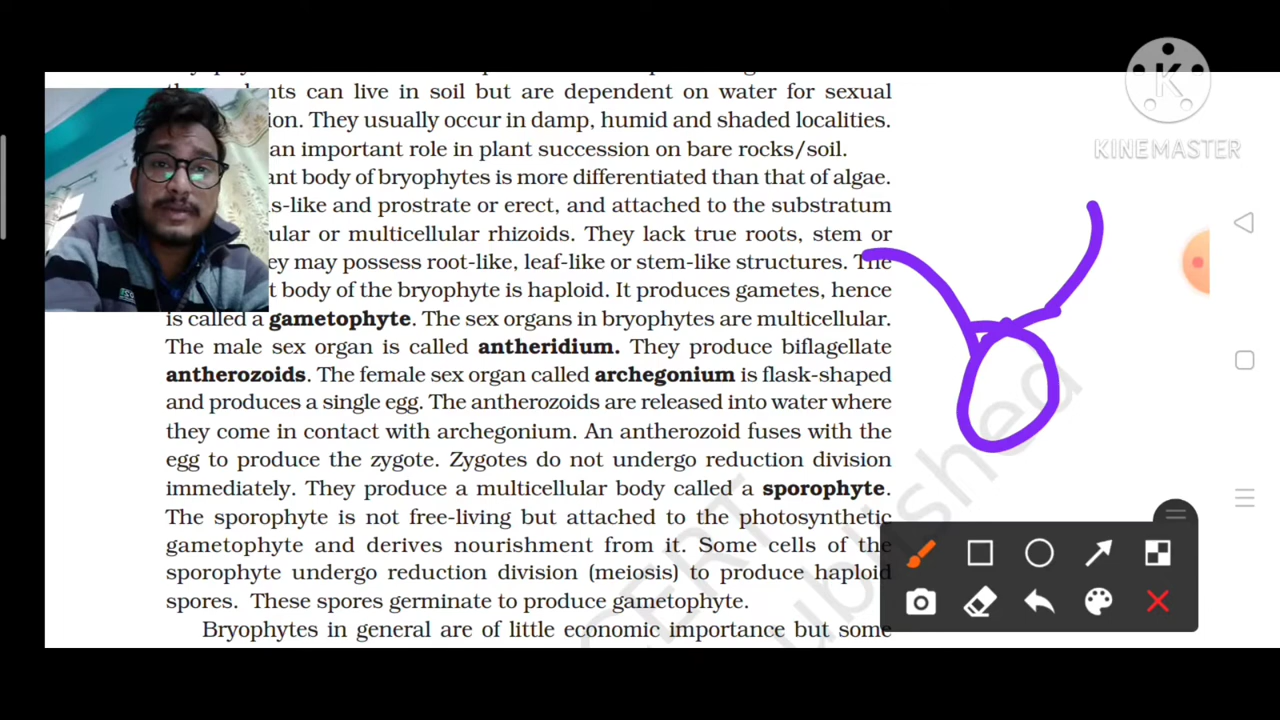 nts can live in soil but are dependent on water for sexual
ion. They usually occur in damp, humid and shaded localities.
an important role in plant succession on bare rocks/soil.
ant body of bryophytes is more differentiated than that of algae.
s-like and prostrate or erect, and attached to the substratum
ular or multicellular rhizoids. They lack true roots, stem or
ey may possess root-like, leaf-like or stem-like structures. The
t body of the bryophyte is haploid. It produces gametes, hence
is called a gametophyte. The sex organs in bryophytes are multicellular.
The male sex organ is called antheridium. They produce biflagellate
antherozoids. The female sex organ called archegonium is flask-shaped
and produces a single egg. The antherozoids are released into water where
they come in contact with archegonium. An antherozoid fuses with the
egg to produce the zygote. Zygotes do not undergo reduction division
immediately. They produce a multicellular body called a sporophyte.
The sporophyte is not free-living but attached to the photosynthetic
gametophyte and derives nourishment from it. Some cells of the
sporophyte undergo reduction division (meiosis) to produce haploid
spores. These spores germinate to produce gametophyte.
Bryophytes in general are of little economic importance but some
K
KINEMASTER